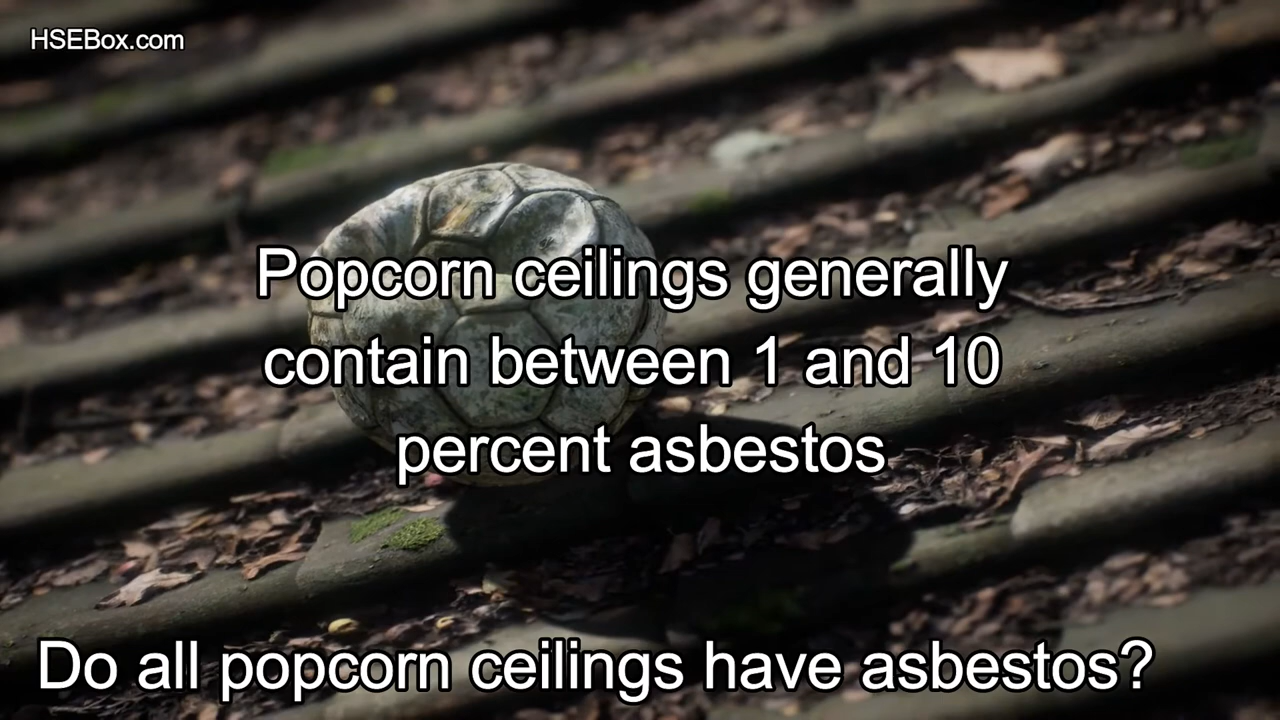 HSEBox.com
Popcorn ceilings generally
contain between 1 and 10
percent asbestos
Do all popcorn ceilings have asbestos?